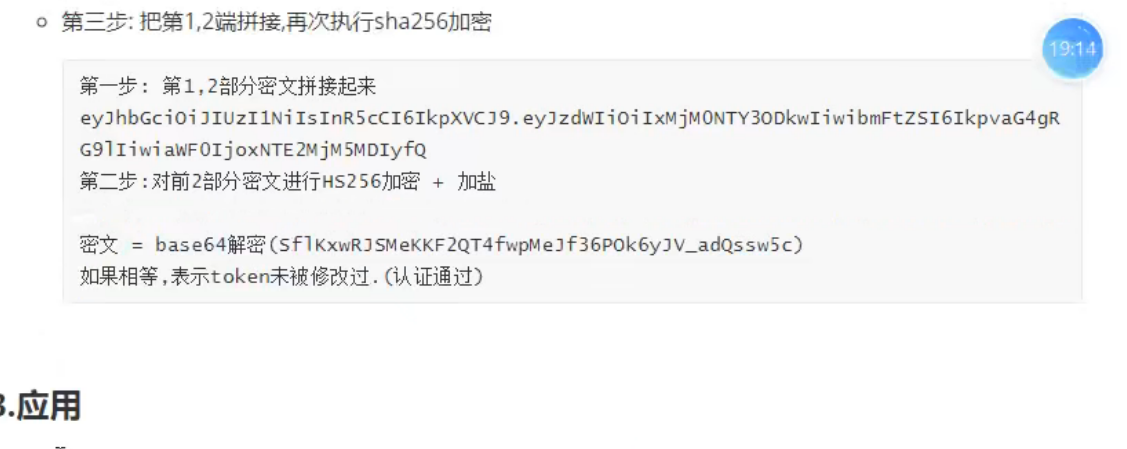 第三步: 把第1,2端拼接,再次执行sha256加密
19:14
第一步: 第1,2部分密文拼接起来
eyJhbGciOiJIUzI1NiIsInR5cCI6IkpXVCJ9.eyJzdWIiOiIxMjM0NTY3ODkwIiwibmFtZSI6IkpvaG4gR
G9lIiwiaWF0IjoxNTE2MjM5MDIyfQ
第二步:对前2部分密文进行HS256加密 + 加盐
密文 = base64解密(SflKxwRJSMeKKF2QT4fwpMeJf36POk6yJV_adQssw5c)
如果相等,表示token未被修改过.(认证通过)
3.应用